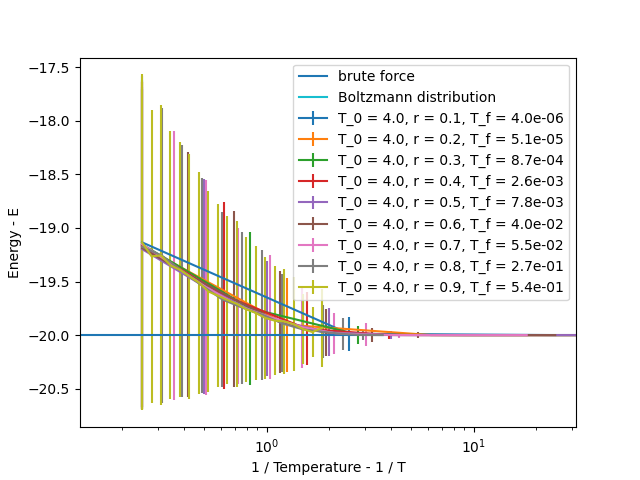 −17.5
−18.0
−18.5
−19.0
−19.5
−20.0
−20.5
Energy - E
10^0
10^1
1 / Temperature - 1 / T
brute force
Boltzmann distribution
T_0 = 4.0, r = 0.1, T_f = 4.0e-06
T_0 = 4.0, r = 0.2, T_f = 5.1e-05
T_0 = 4.0, r = 0.3, T_f = 8.7e-04
T_0 = 4.0, r = 0.4, T_f = 2.6e-03
T_0 = 4.0, r = 0.5, T_f = 7.8e-03
T_0 = 4.0, r = 0.6, T_f = 4.0e-02
T_0 = 4.0, r = 0.7, T_f = 5.5e-02
T_0 = 4.0, r = 0.8, T_f = 2.7e-01
T_0 = 4.0, r = 0.9, T_f = 5.4e-01